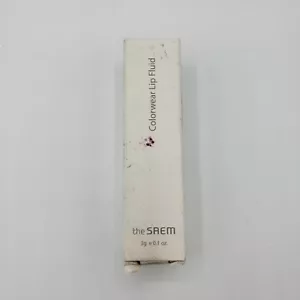 Colorwear Lip Fluid
the SAEM
3g ℮ 0.1 oz.